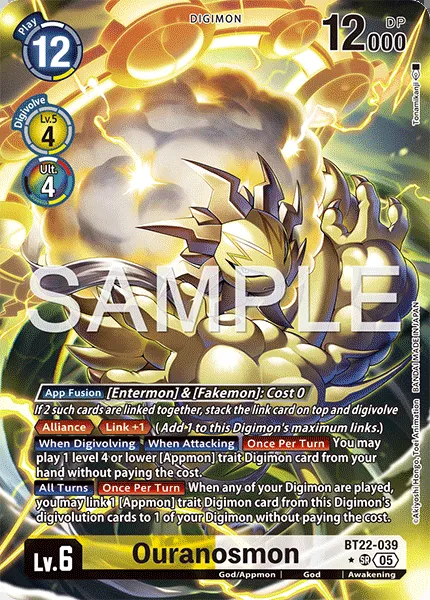 DIGIMON
Play
12
DP
12000
Digivolve
Lv.5
4
Ult.
4
Tonamikanji
SAMPLE
App Fusion [Entermon] & [Fakemon]: Cost 0
If 2 such cards are linked together, stack the link card on top and digivolve
Alliance Link +1 (Add 1 to this Digimon's maximum links.)
When Digivolving When Attacking Once Per Turn You may
play 1 level 4 or lower [Appmon] trait Digimon card from your
hand without paying the cost.
All Turns Once Per Turn When any of your Digimon are played,
you may link 1 [Appmon] trait Digimon card from this Digimon's
digivolution cards to 1 of your Digimon without paying the cost.
©Akiyoshi Hongo, Toei Animation BANDAI MADE IN JAPAN
Lv.6
Ouranosmon
BT22-039
SR 05
God/Appmon God Awakening